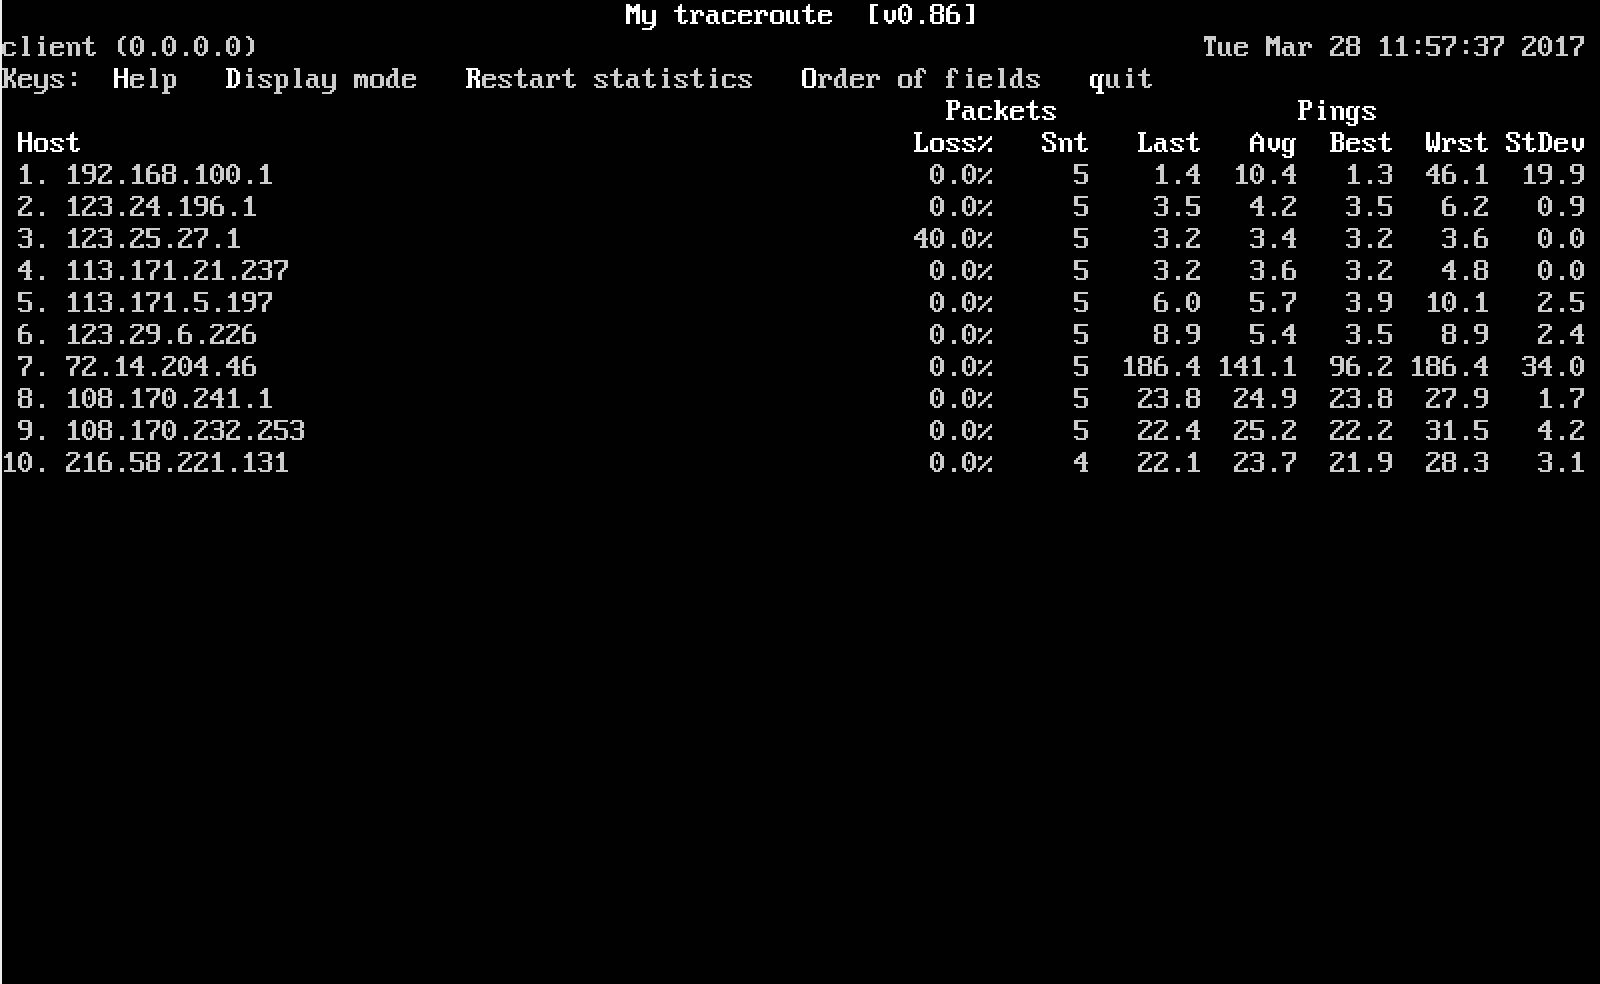 My traceroute  [v0.86]
client (0.0.0.0)                                                           Tue Mar 28 11:57:37 2017
Keys:  Help   Display mode   Restart statistics   Order of fields   quit
                                                           Packets               Pings
 Host                                                    Loss%   Snt   Last   Avg  Best  Wrst StDev
 1. 192.168.100.1                                         0.0%     5    1.4  10.4   1.3  46.1  19.9
 2. 123.24.196.1                                          0.0%     5    3.5   4.2   3.5   6.2   0.9
 3. 123.25.27.1                                          40.0%     5    3.2   3.4   3.2   3.6   0.0
 4. 113.171.21.237                                        0.0%     5    3.2   3.6   3.2   4.8   0.0
 5. 113.171.5.197                                         0.0%     5    6.0   5.7   3.9  10.1   2.5
 6. 123.29.6.226                                          0.0%     5    8.9   5.4   3.5   8.9   2.4
 7. 72.14.204.46                                          0.0%     5  186.4 141.1  96.2 186.4  34.0
 8. 108.170.241.1                                         0.0%     5   23.8  24.9  23.8  27.9   1.7
 9. 108.170.232.253                                       0.0%     5   22.4  25.2  22.2  31.5   4.2
10. 216.58.221.131                                        0.0%     4   22.1  23.7  21.9  28.3   3.1